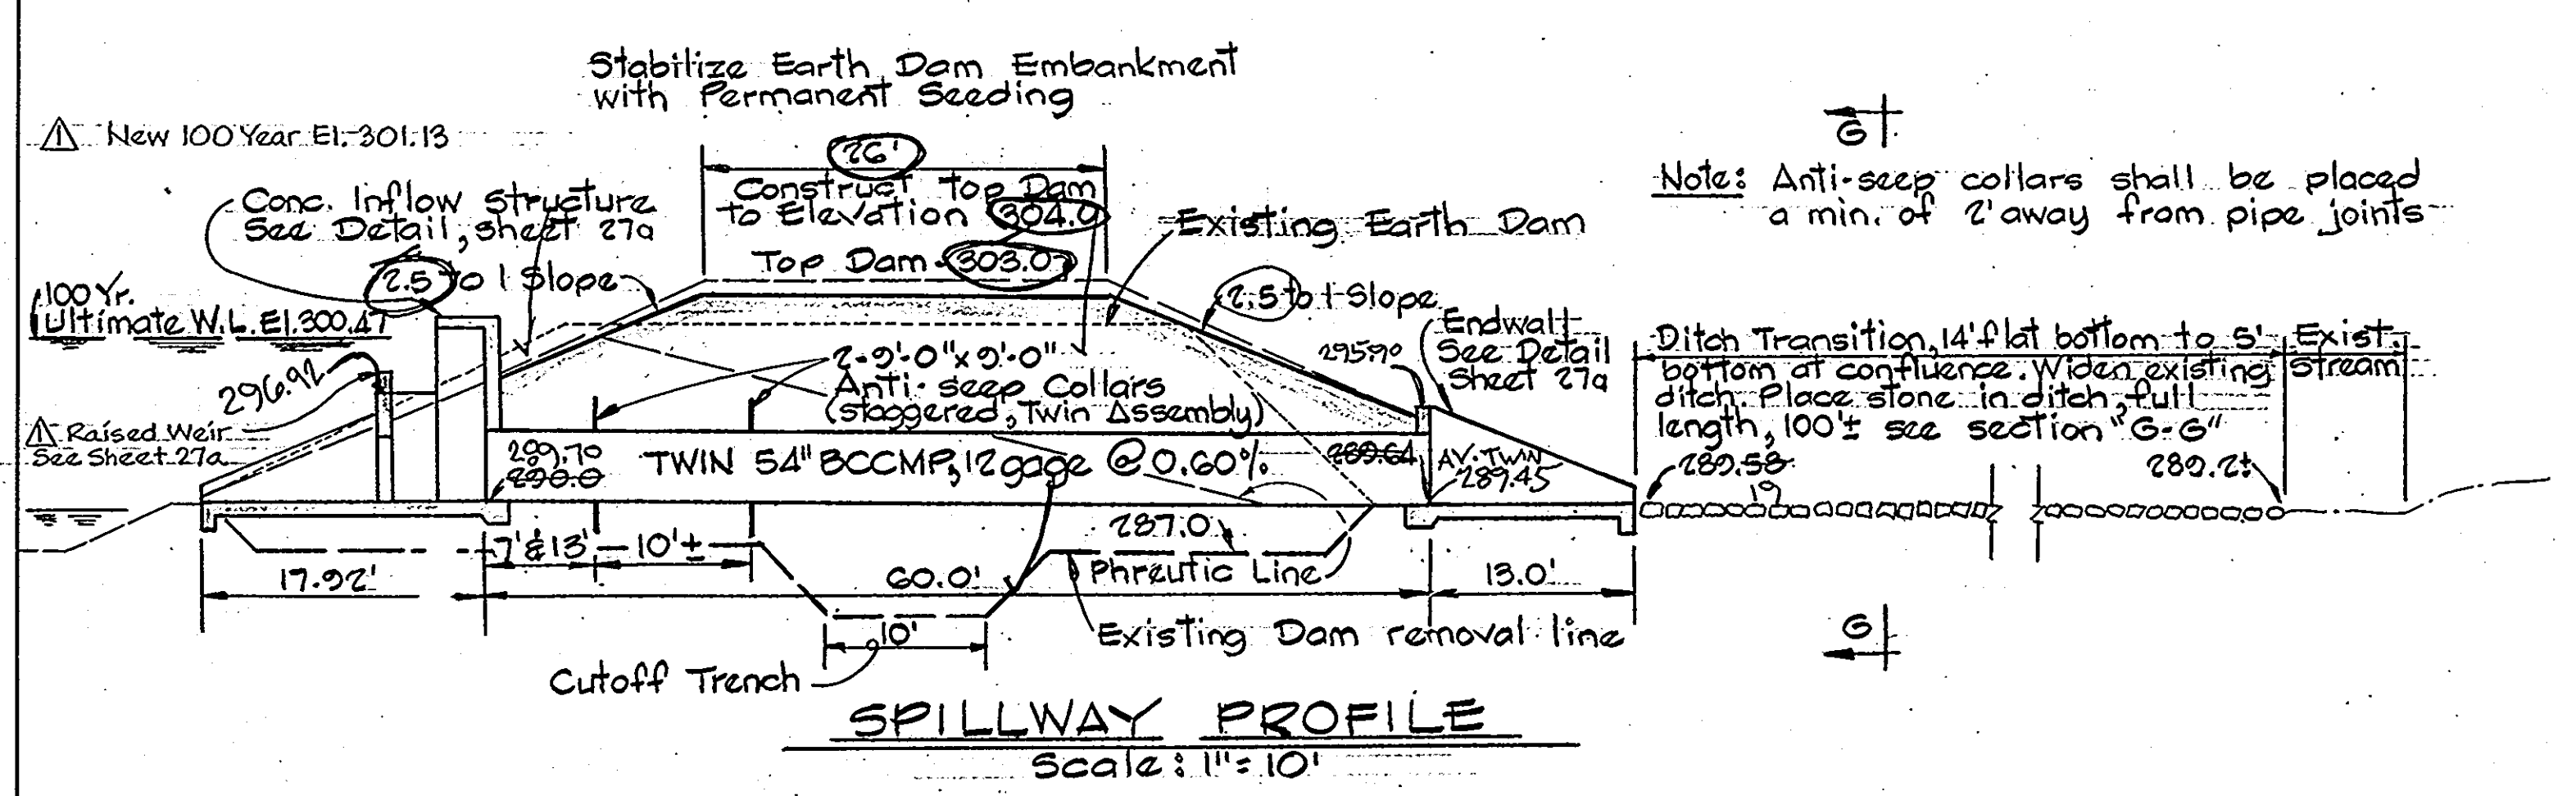 Stabilize Earth Dam Embankment
with Permanent Seeding
1 New 100 Year El. 301.13
26'
Construct Top Dam
to Elevation 304.0
Top Dam 303.0
Conc. Inflow Structure
See Detail, sheet 27a
2.5 to 1 Slope
100 Yr.
Ultimate W.L. El. 300.47
296.92
1 Raised Weir
See Sheet 27a
Existing Earth Dam
2.5 to 1 Slope
2-9'-0"x9'-0"
Anti-seep Collars
(staggered, Twin Assembly)
295.90
Endwall
See Detail
sheet 27a
G
Note: Anti-seep collars shall be placed
a min. of 2' away from pipe joints
Ditch Transition, 14' flat bottom to 5'
bottom at confluence. Widen existing
ditch. Place stone in ditch, full
length, 100'± see section "G-G"
Exist.
Stream
289.70
290.0
TWIN 54" BCCMP, 12 gage @ 0.60%
289.64
AV. TWIN
289.45
289.58
19
289.2±
7' & 13'
10'±
287.0
Phreutic Line
17.92'
60.0'
13.0'
10'
Existing Dam removal line
Cutoff Trench
G
SPILLWAY PROFILE
Scale: 1"= 10'